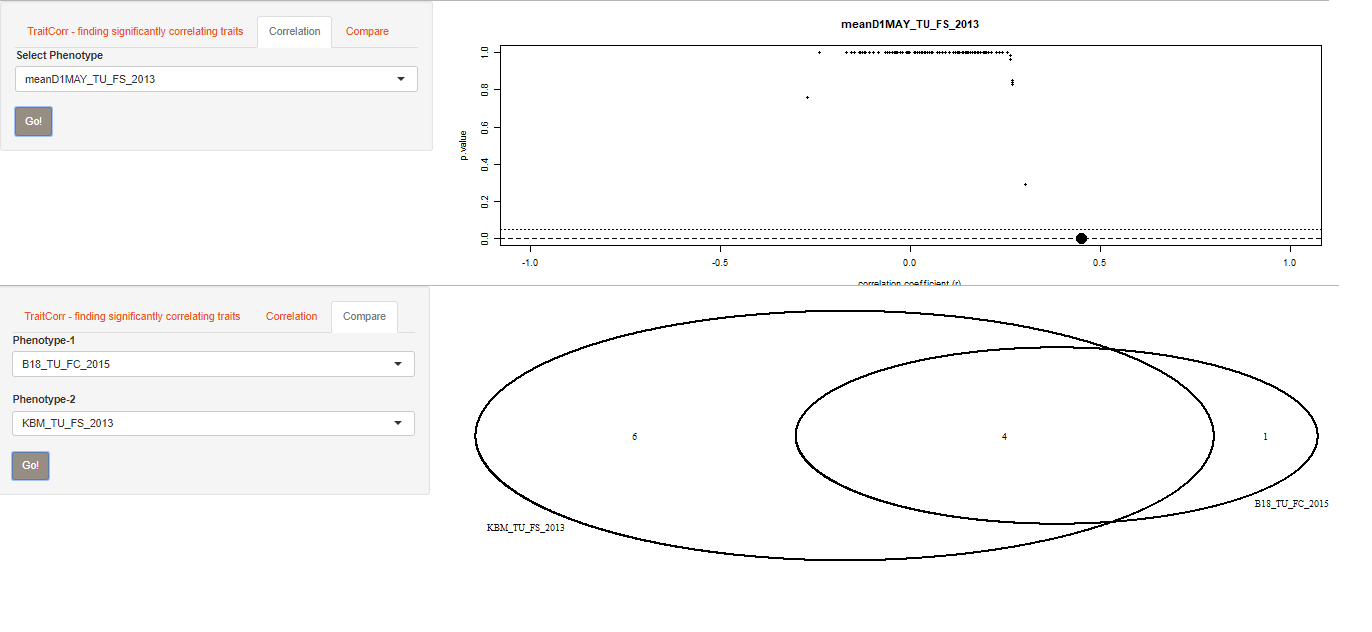 TraitCorr - finding significantly correlating traits Correlation Compare
Select Phenotype
meanD1MAY_TU_FS_2013
Go!
meanD1MAY_TU_FS_2013
p.value
1.0
0.8
0.6
0.4
0.2
0.0
-1.0 -0.5 0.0 0.5 1.0
correlation coefficient (r)
TraitCorr - finding significantly correlating traits Correlation Compare
Phenotype-1
B18_TU_FC_2015
Phenotype-2
KBM_TU_FS_2013
Go!
6 4 1
B18_TU_FC_2015
KBM_TU_FS_2013